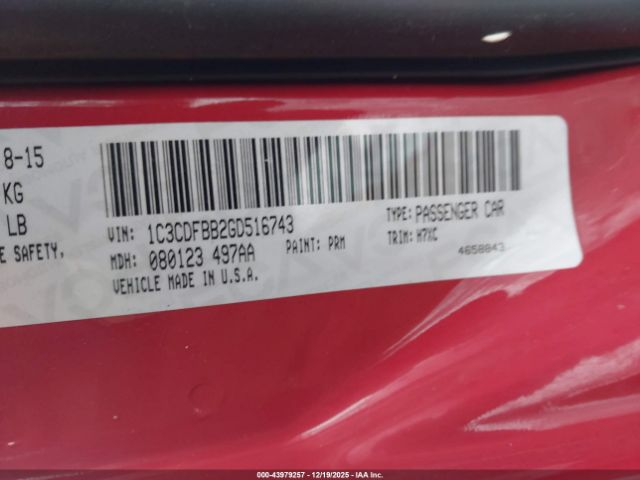 8-15
KG
LB
E SAFETY,
VIN: 1C3CDFBB2GD516743
TYPE: PASSENGER CAR
MDH: 080123 497AA
PAINT: PRM
TRIM: H7XC
VEHICLE MADE IN U.S.A.
4658843
000-43979257 - 12/19/2025 - IAA Inc.